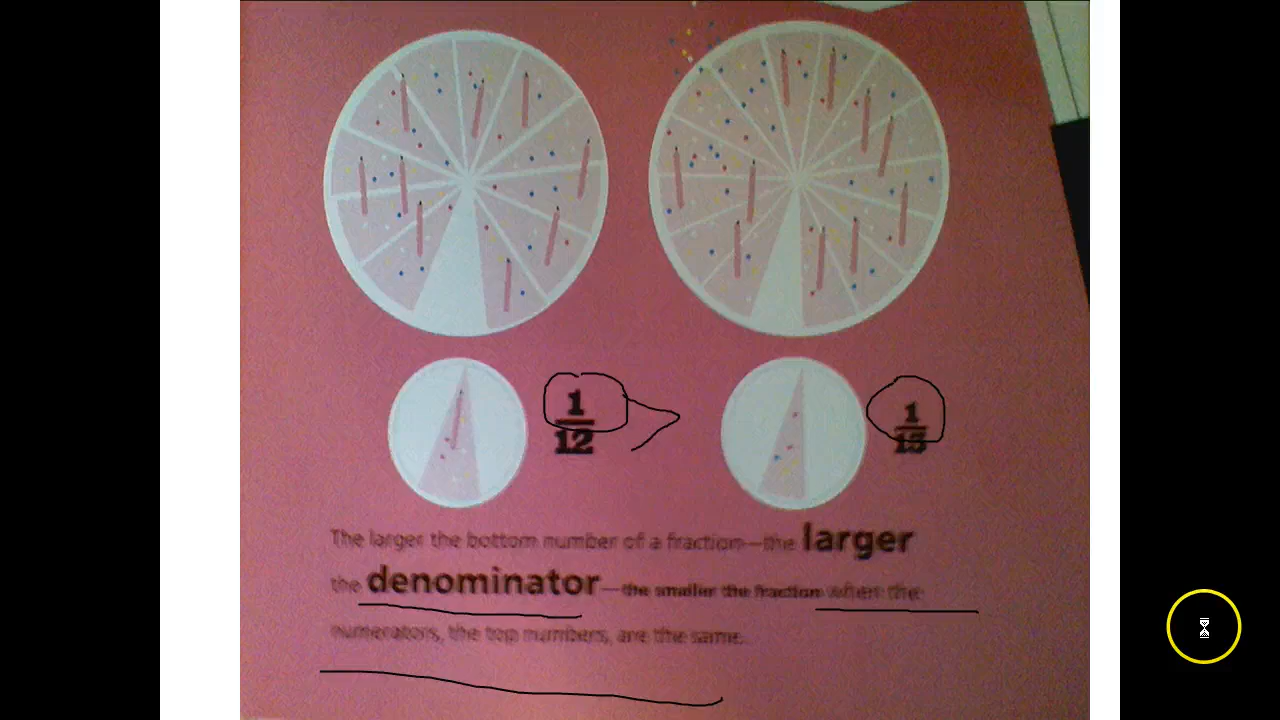 1
12
1
15
The larger the bottom number of a fraction—the larger
the denominator—the smaller the fraction when the
numerators, the top numbers, are the same.